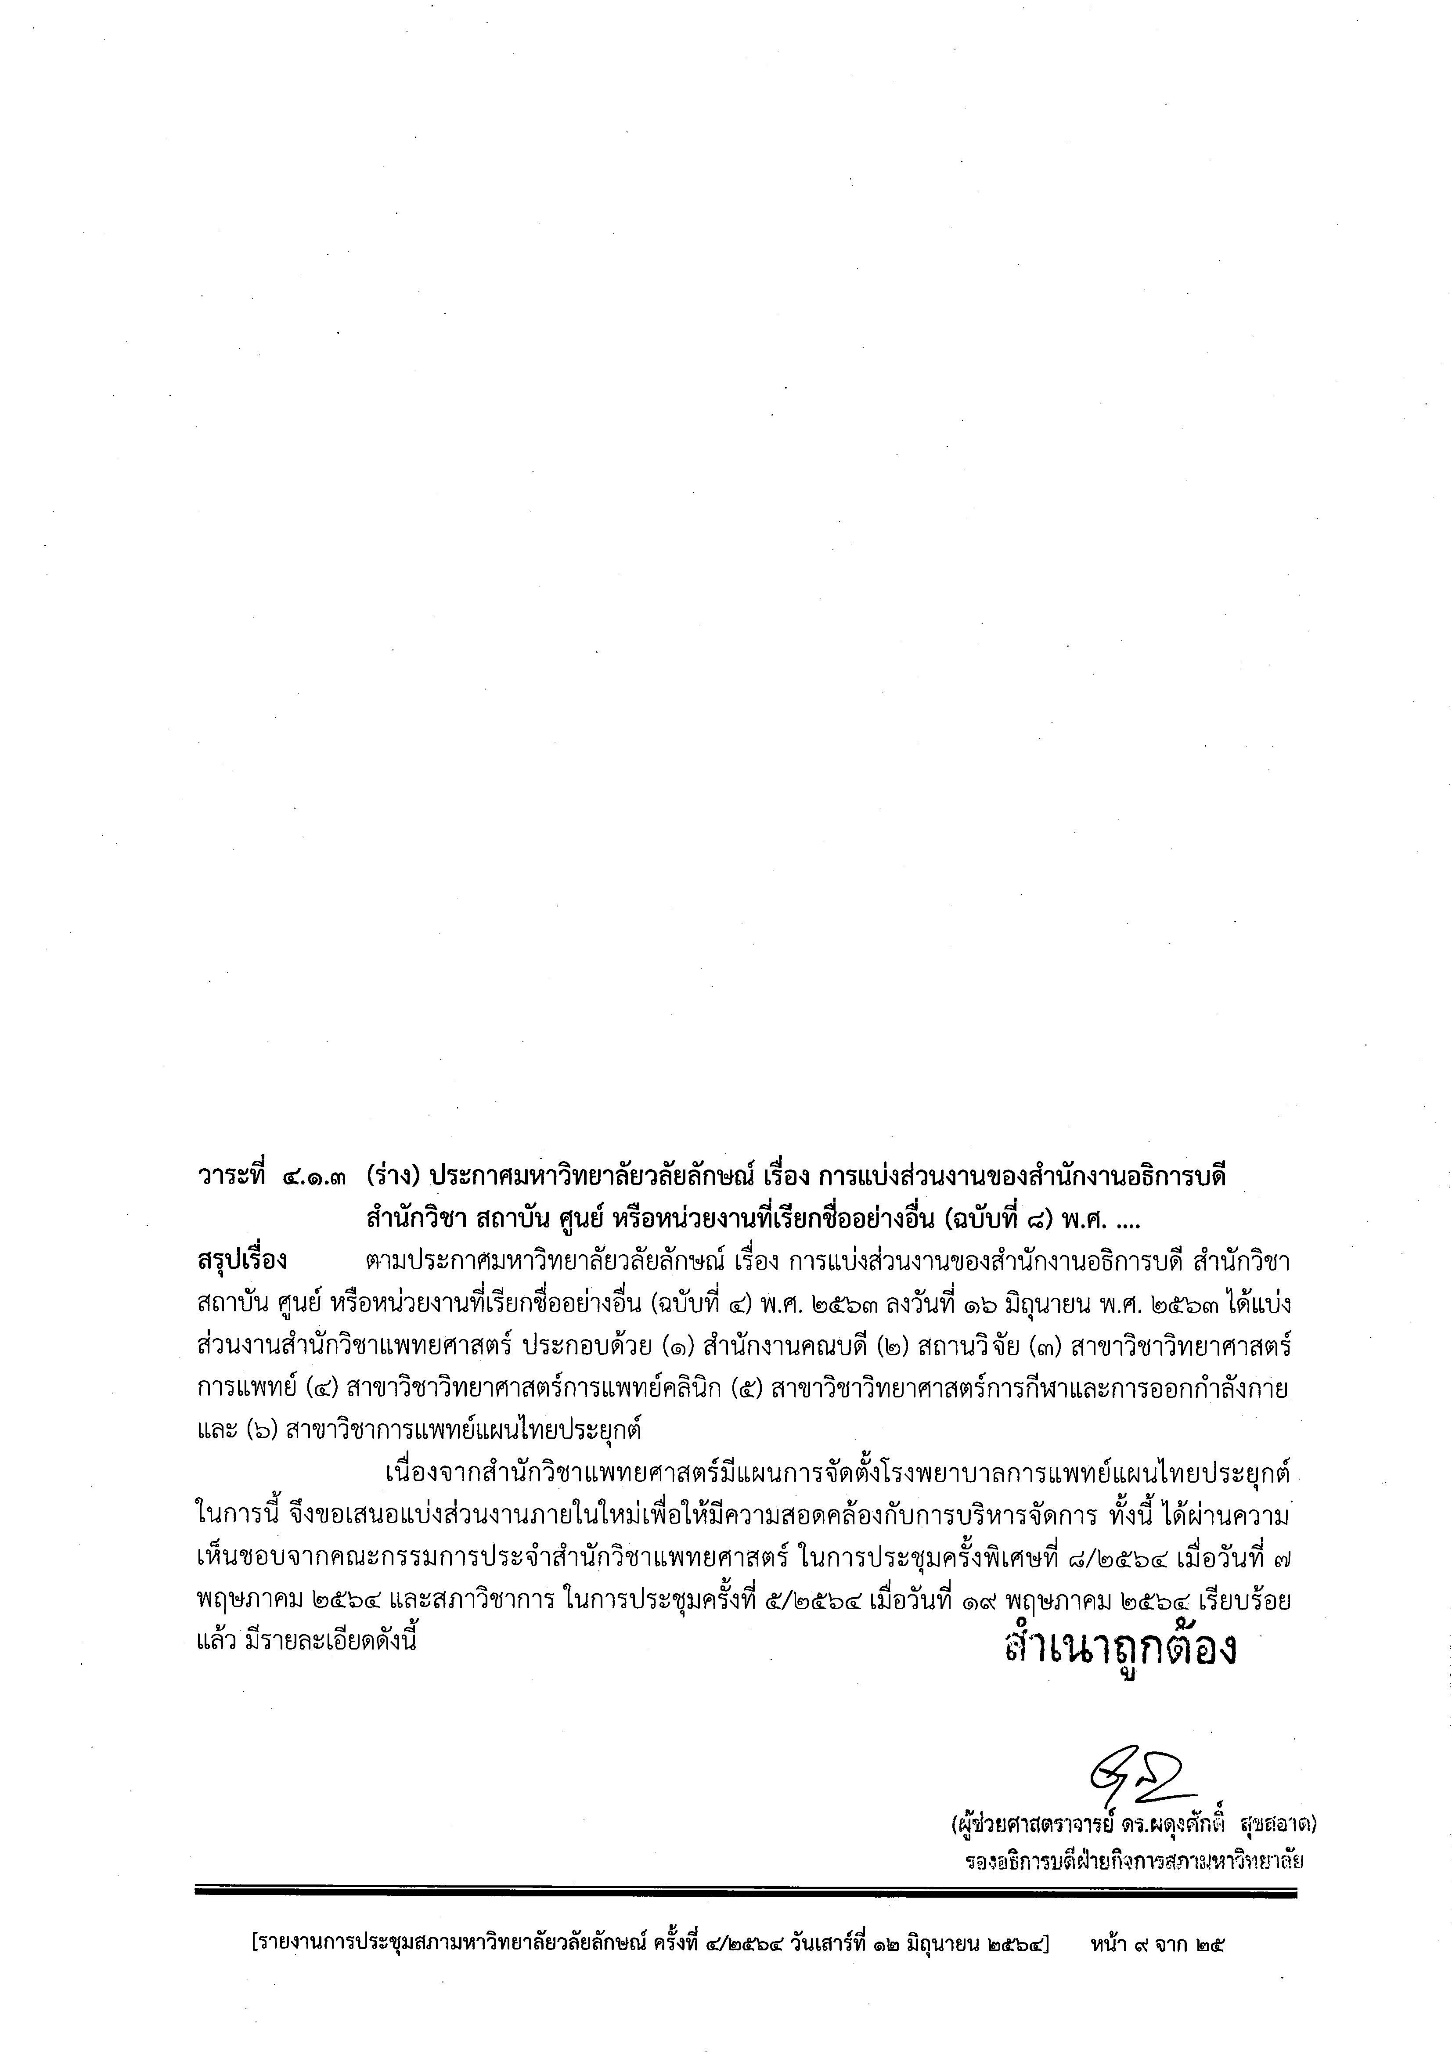 วาระที่ ๔.๑.๓ (ร่าง) ประกาศมหาวิทยาลัยวลัยลักษณ์ เรื่อง การแบ่งส่วนงานของสำนักงานอธิการบดี
สำนักวิชา สถาบัน ศูนย์ หรือหน่วยงานที่เรียกชื่ออย่างอื่น (ฉบับที่ ๘) พ.ศ. ....
สรุปเรื่อง ตามประกาศมหาวิทยาลัยวลัยลักษณ์ เรื่อง การแบ่งส่วนงานของสำนักงานอธิการบดี สำนักวิชา
สถาบัน ศูนย์ หรือหน่วยงานที่เรียกชื่ออย่างอื่น (ฉบับที่ ๔) พ.ศ. ๒๕๖๓ ลงวันที่ ๑๖ มิถุนายน พ.ศ. ๒๕๖๓ ได้แบ่ง
ส่วนงานสำนักวิชาแพทยศาสตร์ ประกอบด้วย (๑) สำนักงานคณบดี (๒) สถานวิจัย (๓) สาขาวิชาวิทยาศาสตร์
การแพทย์ (๔) สาขาวิชาวิทยาศาสตร์การแพทย์คลินิก (๕) สาขาวิชาวิทยาศาสตร์การกีฬาและการออกกำลังกาย
และ (๖) สาขาวิชาการแพทย์แผนไทยประยุกต์
เนื่องจากสำนักวิชาแพทยศาสตร์มีแผนการจัดตั้งโรงพยาบาลการแพทย์แผนไทยประยุกต์
ในการนี้ จึงขอเสนอแบ่งส่วนงานภายในใหม่เพื่อให้มีความสอดคล้องกับการบริหารจัดการ ทั้งนี้ ได้ผ่านความ
เห็นชอบจากคณะกรรมการประจำสำนักวิชาแพทยศาสตร์ ในการประชุมครั้งพิเศษที่ ๘/๒๕๖๔ เมื่อวันที่ ๗
พฤษภาคม ๒๕๖๔ และสภาวิชาการ ในการประชุมครั้งที่ ๕/๒๕๖๔ เมื่อวันที่ ๑๙ พฤษภาคม ๒๕๖๔ เรียบร้อย
แล้ว มีรายละเอียดดังนี้
สำเนาถูกต้อง
(ผู้ช่วยศาสตราจารย์ ดร.ผดุงศักดิ์ สุขสอาด)
รองอธิการบดีฝ่ายกิจการสภามหาวิทยาลัย
[รายงานการประชุมสภามหาวิทยาลัยวลัยลักษณ์ ครั้งที่ ๔/๒๕๖๔ วันเสาร์ที่ ๑๒ มิถุนายน ๒๕๖๔] หน้า ๙ จาก ๒๕